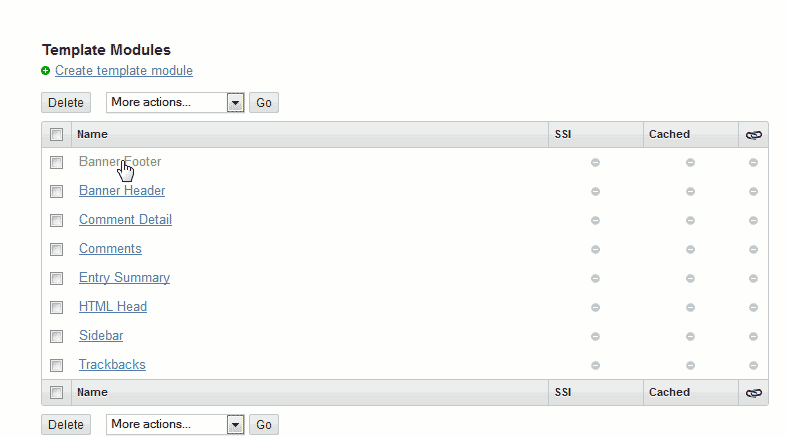 Template Modules
Create template module
Delete More actions... Go
Name SSI Cached
Banner Footer
Banner Header
Comment Detail
Comments
Entry Summary
HTML Head
Sidebar
Trackbacks
Name SSI Cached
Delete More actions... Go